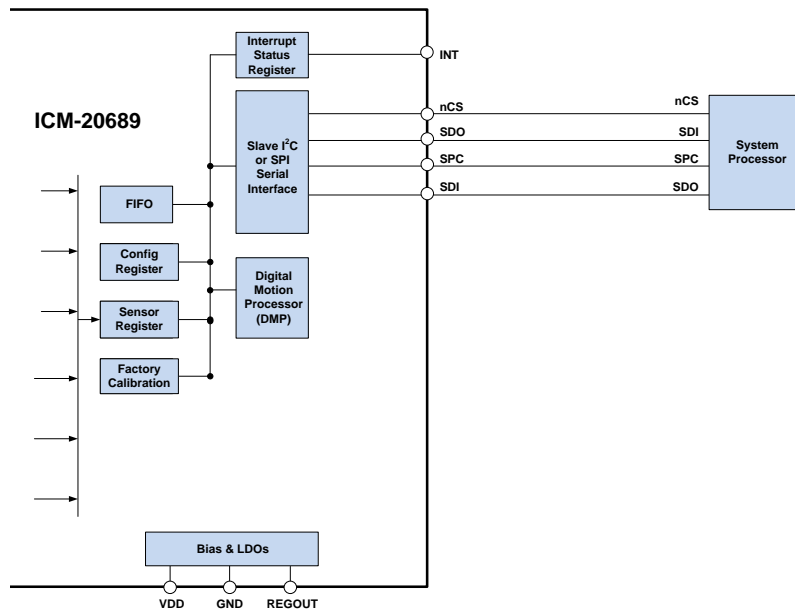 Interrupt
Status
Register
INT
ICM-20689
Slave I²C
or SPI
Serial
Interface
nCS
SDO
SPC
SDI
nCS
SDI
SPC
SDO
System
Processor
FIFO
Config
Register
Sensor
Register
Factory
Calibration
Digital
Motion
Processor
(DMP)
Bias & LDOs
VDD
GND
REGOUT